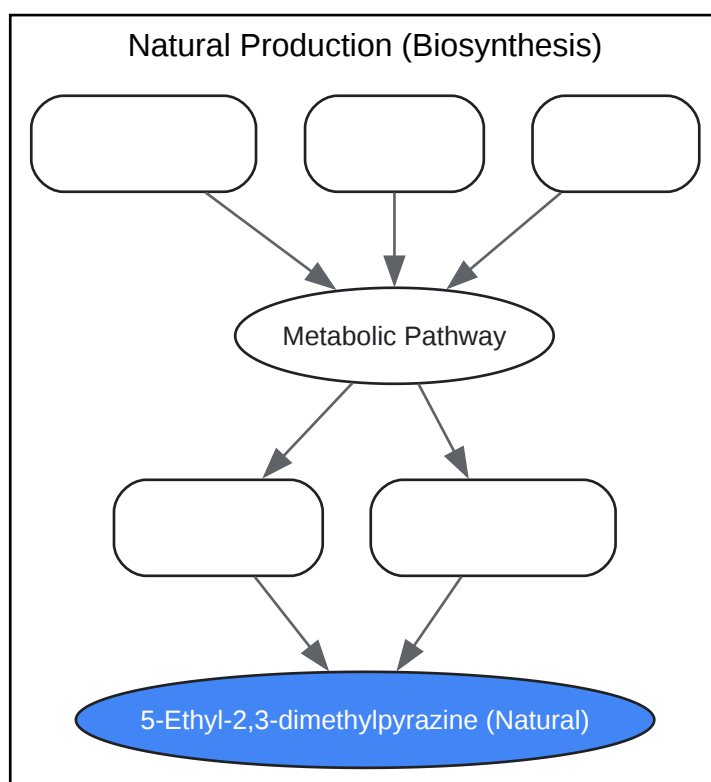 Natural Production (Biosynthesis)
Metabolic Pathway
5-Ethyl-2,3-dimethylpyrazine (Natural)